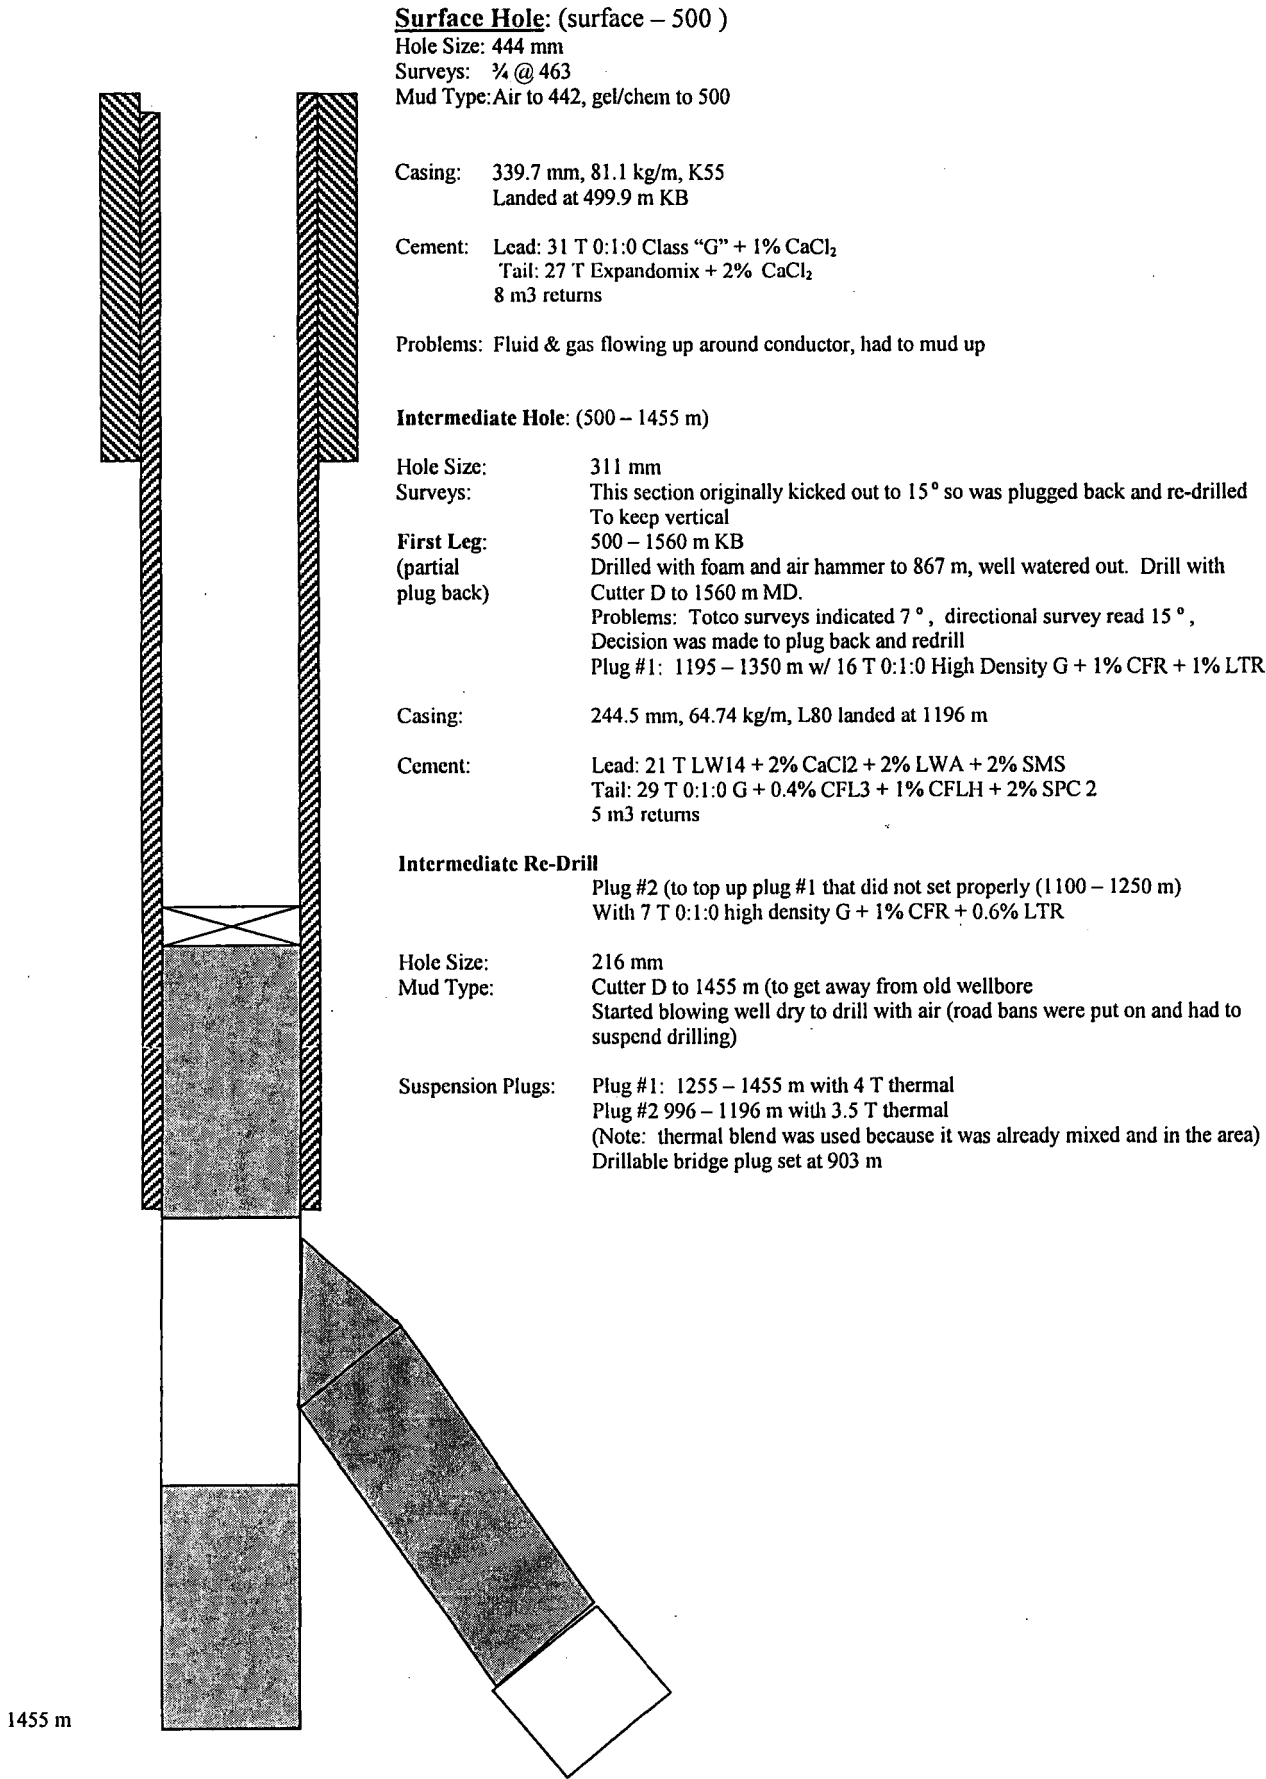 Surface Hole: (surface – 500 )
Hole Size: 444 mm
Surveys: ¾ @ 463
Mud Type: Air to 442, gel/chem to 500
Casing: 339.7 mm, 81.1 kg/m, K55
Landed at 499.9 m KB
Cement: Lead: 31 T 0:1:0 Class “G” + 1% CaCl₂
Tail: 27 T Expandomix + 2% CaCl₂
8 m3 returns
Problems: Fluid & gas flowing up around conductor, had to mud up
Intermediate Hole: (500 – 1455 m)
Hole Size: 311 mm
Surveys: This section originally kicked out to 15° so was plugged back and re-drilled
To keep vertical
First Leg: 500 – 1560 m KB
(partial Drilled with foam and air hammer to 867 m, well watered out. Drill with
plug back) Cutter D to 1560 m MD.
Problems: Totco surveys indicated 7 °, directional survey read 15 °,
Decision was made to plug back and redrill
Plug #1: 1195 – 1350 m w/ 16 T 0:1:0 High Density G + 1% CFR + 1% LTR
Casing: 244.5 mm, 64.74 kg/m, L80 landed at 1196 m
Cement: Lead: 21 T LW14 + 2% CaCl2 + 2% LWA + 2% SMS
Tail: 29 T 0:1:0 G + 0.4% CFL3 + 1% CFLH + 2% SPC 2
5 m3 returns
Intermediate Re-Drill
Plug #2 (to top up plug #1 that did not set properly (1100 – 1250 m)
With 7 T 0:1:0 high density G + 1% CFR + 0.6% LTR
Hole Size: 216 mm
Mud Type: Cutter D to 1455 m (to get away from old wellbore
Started blowing well dry to drill with air (road bans were put on and had to
suspend drilling)
Suspension Plugs: Plug #1: 1255 – 1455 m with 4 T thermal
Plug #2 996 – 1196 m with 3.5 T thermal
(Note: thermal blend was used because it was already mixed and in the area)
Drillable bridge plug set at 903 m
1455 m